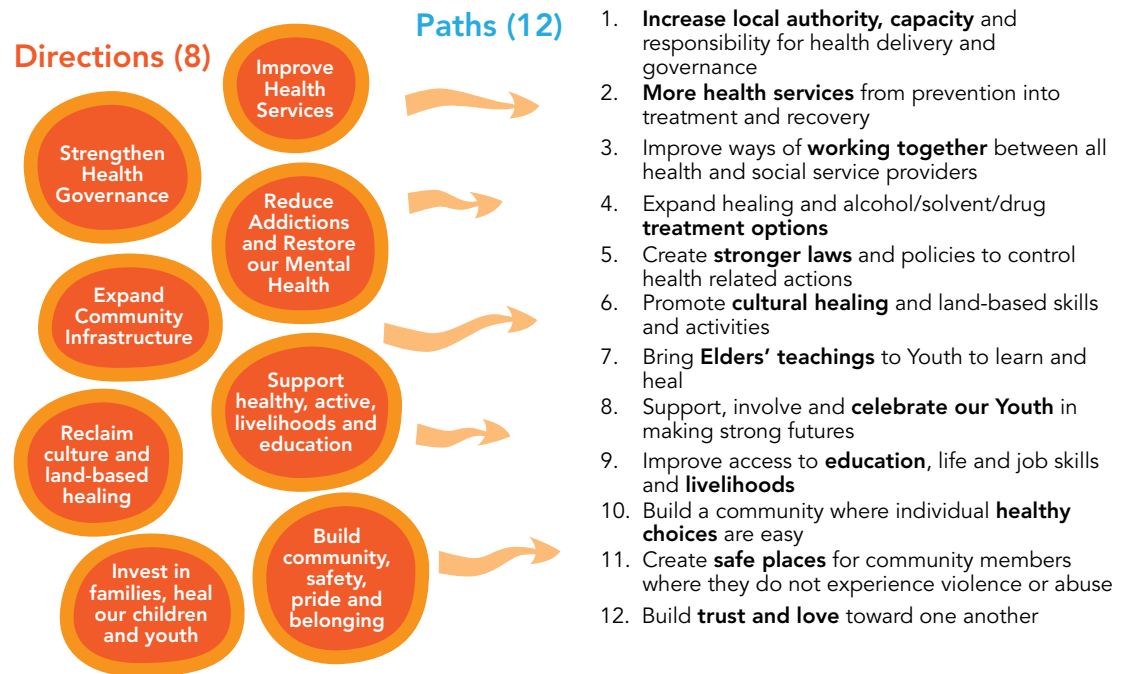 Directions (8)
Paths (12)
Improve
Health
Services
Strengthen
Health
Governance
Reduce
Addictions
and Restore
our Mental
Health
Expand
Community
Infrastructure
Support
healthy, active,
livelihoods and
education
Reclaim
culture and
land-based
healing
Build
community,
safety,
pride and
belonging
Invest in
families, heal
our children
and youth
1. Increase local authority, capacity and
responsibility for health delivery and
governance
2. More health services from prevention into
treatment and recovery
3. Improve ways of working together between all
health and social service providers
4. Expand healing and alcohol/solvent/drug
treatment options
5. Create stronger laws and policies to control
health related actions
6. Promote cultural healing and land-based skills
and activities
7. Bring Elders’ teachings to Youth to learn and
heal
8. Support, involve and celebrate our Youth in
making strong futures
9. Improve access to education, life and job skills
and livelihoods
10. Build a community where individual healthy
choices are easy
11. Create safe places for community members
where they do not experience violence or abuse
12. Build trust and love toward one another